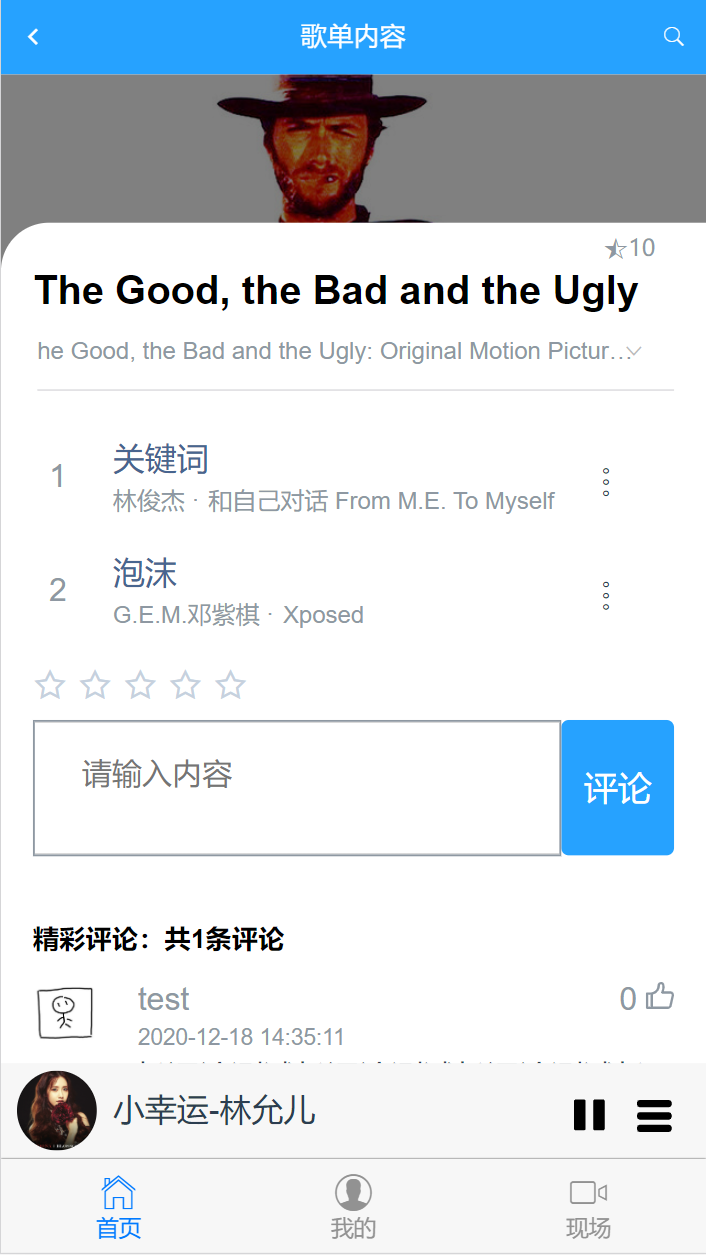 歌单内容
10
The Good, the Bad and the Ugly
he Good, the Bad and the Ugly: Original Motion Pictur…
1
关键词
林俊杰 · 和自己对话 From M.E. To Myself
2
泡沫
G.E.M.邓紫棋 · Xposed
请输入内容
评论
精彩评论：共1条评论
test
0
2020-12-18 14:35:11
小幸运-林允儿
首页
我的
现场